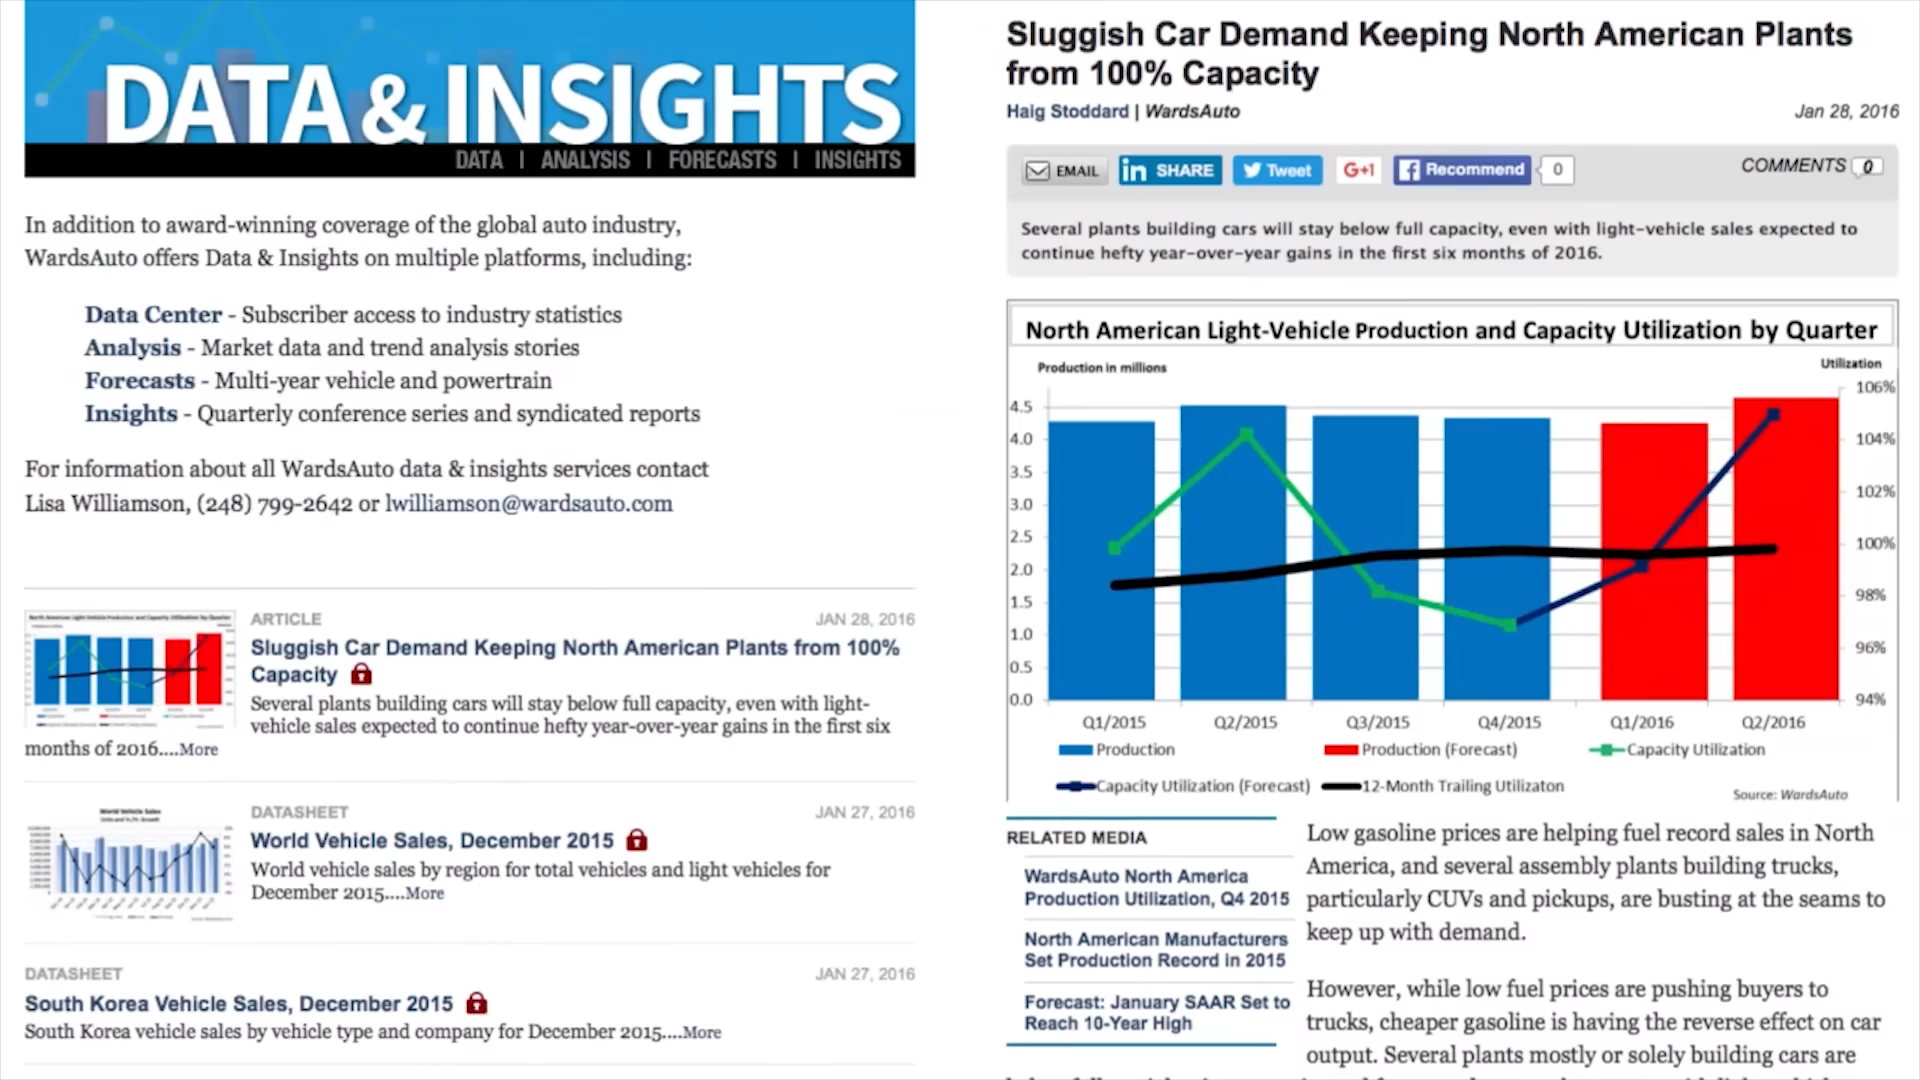 DATA & INSIGHTS
DATA | ANALYSIS | FORECASTS | INSIGHTS
In addition to award-winning coverage of the global auto industry,
WardsAuto offers Data & Insights on multiple platforms, including:
Data Center - Subscriber access to industry statistics
Analysis - Market data and trend analysis stories
Forecasts - Multi-year vehicle and powertrain
Insights - Quarterly conference series and syndicated reports
For information about all WardsAuto data & insights services contact
Lisa Williamson, (248) 799-2642 or lwilliamson@wardsauto.com
ARTICLE JAN 28, 2016
Sluggish Car Demand Keeping North American Plants from 100%
Capacity
Several plants building cars will stay below full capacity, even with light-
vehicle sales expected to continue hefty year-over-year gains in the first six
months of 2016....More
World Vehicle Sales
DATASHEET JAN 27, 2016
World Vehicle Sales, December 2015
World vehicle sales by region for total vehicles and light vehicles for
December 2015....More
DATASHEET JAN 27, 2016
South Korea Vehicle Sales, December 2015
South Korea vehicle sales by vehicle type and company for December 2015....More
Sluggish Car Demand Keeping North American Plants
from 100% Capacity
Haig Stoddard | WardsAuto Jan 28, 2016
EMAIL in SHARE Tweet G+1 f Recommend 0 COMMENTS 0
Several plants building cars will stay below full capacity, even with light-vehicle sales expected to
continue hefty year-over-year gains in the first six months of 2016.
North American Light-Vehicle Production and Capacity Utilization by Quarter
Production in millions Utilization
106%
4.5
4.0 104%
3.5
102%
3.0
2.5
100%
2.0
98%
1.5
1.0
96%
0.5
0.0 94%
Q1/2015 Q2/2015 Q3/2015 Q4/2015 Q1/2016 Q2/2016
Production Production (Forecast) Capacity Utilization
Capacity Utilization (Forecast) 12-Month Trailing Utilizaton
Source: WardsAuto
RELATED MEDIA
WardsAuto North America
Production Utilization, Q4 2015
North American Manufacturers
Set Production Record in 2015
Forecast: January SAAR Set to
Reach 10-Year High
Low gasoline prices are helping fuel record sales in North
America, and several assembly plants building trucks,
particularly CUVs and pickups, are busting at the seams to
keep up with demand.
However, while low fuel prices are pushing buyers to
trucks, cheaper gasoline is having the reverse effect on car
output. Several plants mostly or solely building cars are